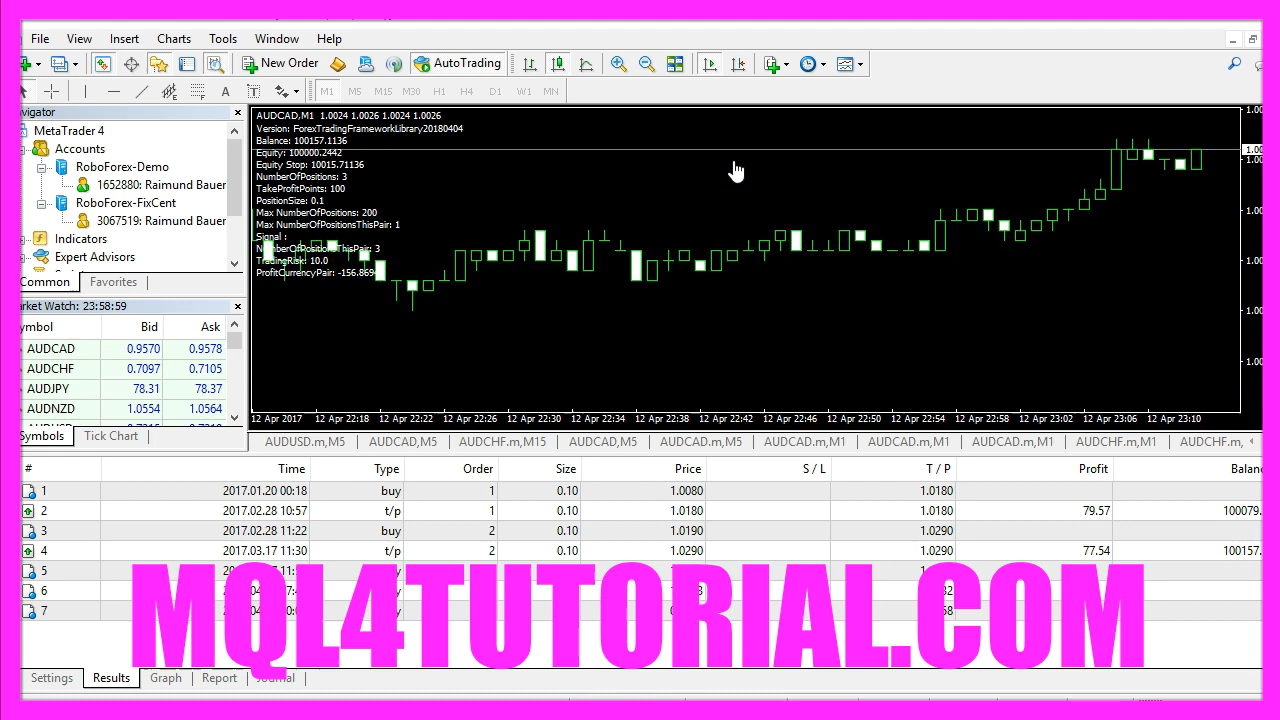 File View Insert Charts Tools Window Help
New Order AutoTrading
M1 M5 M15 M30 H1 H4 D1 W1 MN
MetaTrader 4
Accounts
RoboForex-Demo
1652880: Raimund Bauer
RoboForex-FixCent
3067519: Raimund Bauer
Indicators
Expert Advisors
Common Favorites
AUDCAD,M1 1.0024 1.0026 1.0024 1.0026
Version: ForexTradingFrameworkLibrary20180404
Balance: 100157.1136
Equity: 100000.2442
Equity Stop: 10015.71136
NumberOfPositions: 3
TakeProfitPoints: 100
PositionSize: 0.1
Max NumberOfPositions: 200
Max NumberOfPositionsThisPair: 1
Signal :
NumberOfPositionsThisPair: 3
TradingRisk: 10.0
ProfitCurrencyPair: -156.869
12 Apr 2017 12 Apr 22:18 12 Apr 22:22 12 Apr 22:26 12 Apr 22:30 12 Apr 22:34 12 Apr 22:38 12 Apr 22:42 12 Apr 22:46 12 Apr 22:50 12 Apr 22:54 12 Apr 22:58 12 Apr 23:02 12 Apr 23:06 12 Apr 23:10
arket Watch: 23:58:59
ymbol Bid Ask
AUDCAD 0.9570 0.9578
AUDCHF 0.7097 0.7105
AUDJPY 78.31 78.37
AUDNZD 1.0554 1.0564
Symbols Tick Chart
AUDUSD.m,M5 AUDCAD,M5 AUDCHF.m,M15 AUDCAD,M5 AUDCAD.m,M5 AUDCAD.m,M1 AUDCAD.m,M1 AUDCAD.m,M1 AUDCHF.m,M1 AUDCHF.m,
# Time Type Order Size Price S / L T / P Profit Balanc
1 2017.01.20 00:18 buy 1 0.10 1.0080 1.0180
2 2017.02.28 10:57 t/p 1 0.10 1.0180 1.0180 79.57 100079.
3 2017.02.28 11:22 buy 2 0.10 1.0190 1.0290
4 2017.03.17 11:30 t/p 2 0.10 1.0290 1.0290 77.54 100157.
5
6
7
MQL4TUTORIAL.COM
Settings Results Graph Report Journal